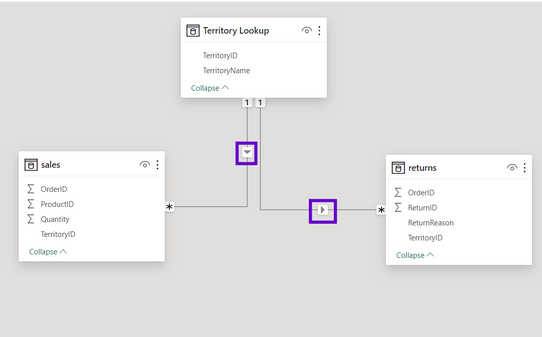 Territory Lookup
TerritoryID
TerritoryName
Collapse
1 1
sales
OrderID
ProductID
Quantity
TerritoryID
Collapse
*
returns
OrderID
ReturnID
ReturnReason
TerritoryID
Collapse
*